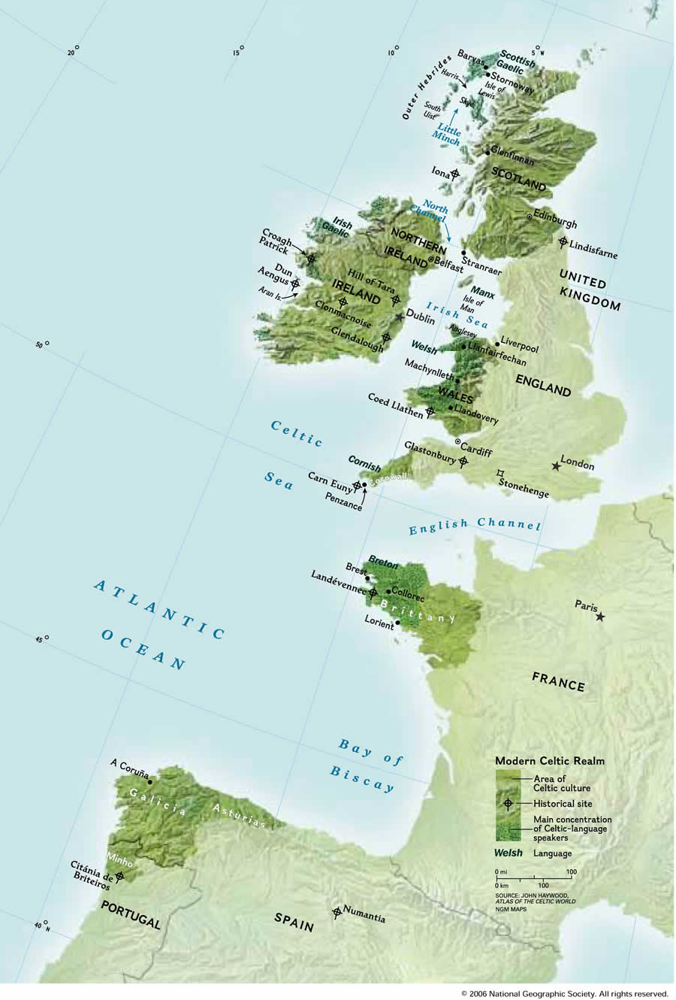 20°
15°
10°
5° W
Barvas
Scottish
Gaelic
Stornoway
Isle of
Lewis
Harris
Outer Hebrides
Skye
South
Uist
Little
Minch
Glenfinnan
Iona
SCOTLAND
North
Channel
Edinburgh
Lindisfarne
Irish
Gaelic
NORTHERN
IRELAND
Belfast
Stranraer
Croagh
Patrick
Dun
Aengus
Aran Is.
Hill of Tara
IRELAND
Clonmacnoise
Dublin
Glendalough
UNITED
KINGDOM
Manx
Isle of
Man
Irish Sea
Anglesey
Liverpool
Welsh
Llanfairfechan
Machynlleth
ENGLAND
WALES
Coed Llathen
Llandovery
50°
Celtic
Sea
Cardiff
Glastonbury
London
Stonehenge
Cornish
Cornwall
Carn Euny
Penzance
English Channel
Breton
Brest
Landévennec
Collorec
Brittany
Lorient
Paris
ATLANTIC
OCEAN
45°
FRANCE
Bay of
Biscay
A Coruña
Galicia
Asturias
Minho
Citánia de
Briteiros
PORTUGAL
SPAIN
Numantia
40° N
Modern Celtic Realm
Area of
Celtic culture
Historical site
Main concentration
of Celtic-language
speakers
Welsh Language
0 mi 100
0 km 100
SOURCE: JOHN HAYWOOD,
ATLAS OF THE CELTIC WORLD
NGM MAPS
© 2006 National Geographic Society. All rights reserved.